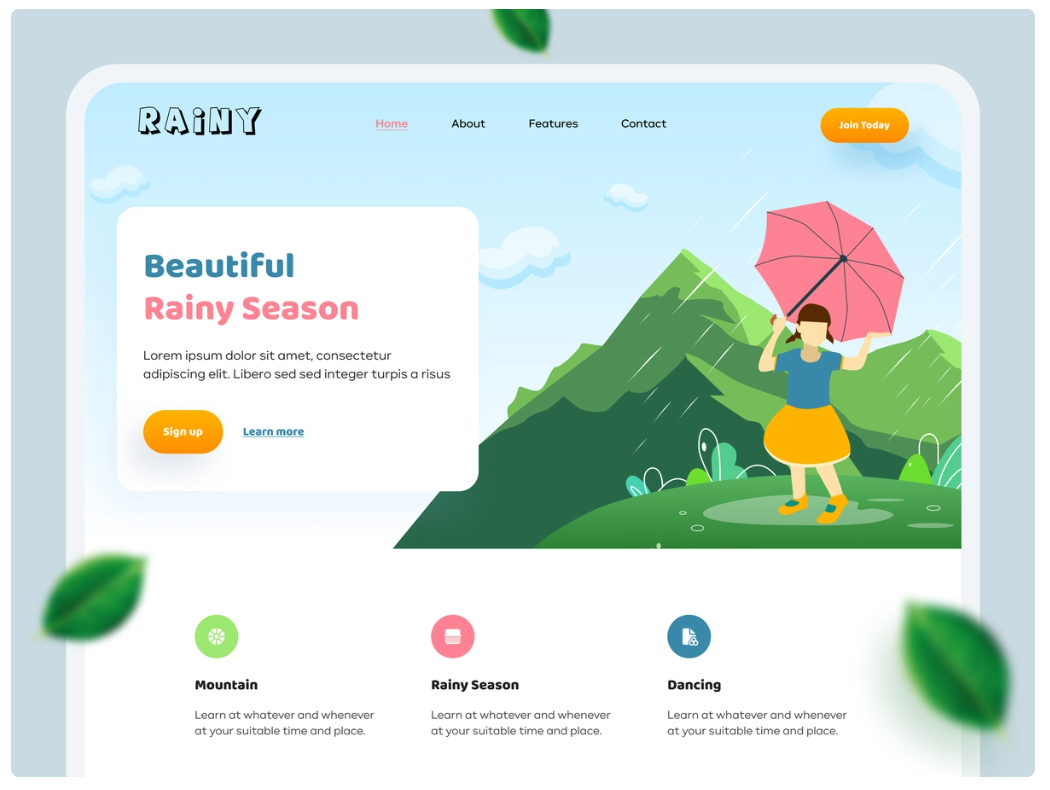 RAiNY
Home About Features Contact
Join Today
Beautiful
Rainy Season
Lorem ipsum dolor sit amet, consectetur
adipiscing elit. Libero sed sed integer turpis a risus
Sign up Learn more
Mountain
Learn at whatever and whenever
at your suitable time and place.
Rainy Season
Learn at whatever and whenever
at your suitable time and place.
Dancing
Learn at whatever and whenever
at your suitable time and place.